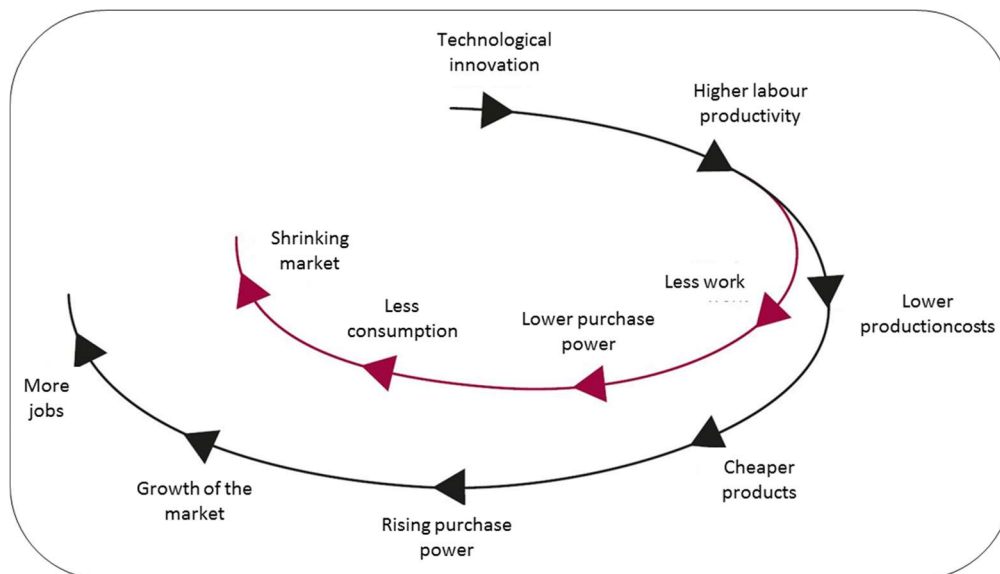 Technological
innovation
Higher labour
productivity
Lower
productioncosts
Cheaper
products
Rising purchase
power
Growth of the
market
More
jobs
Less work
Lower purchase
power
Less
consumption
Shrinking
market